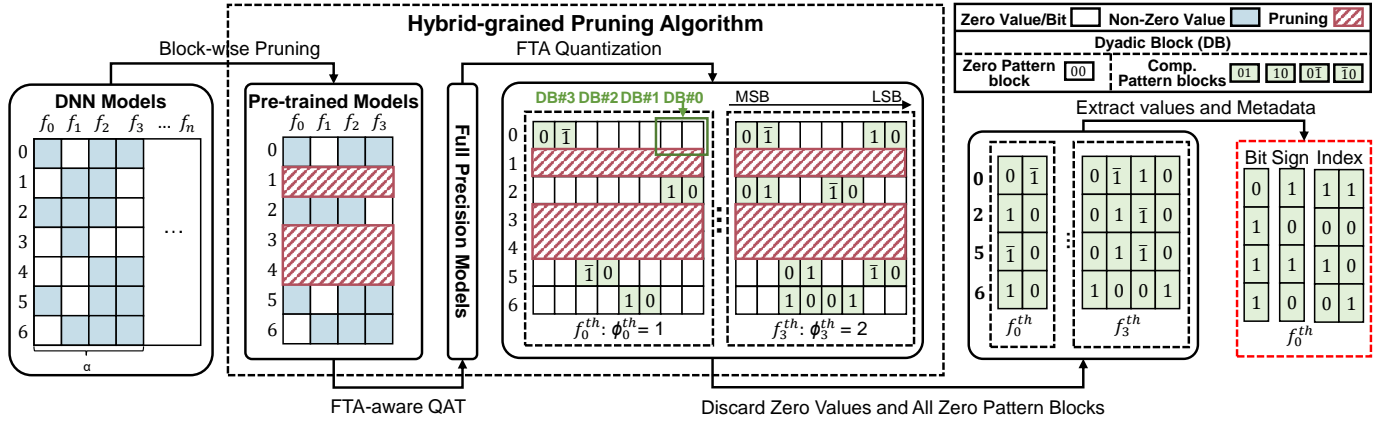 Hybrid-grained Pruning Algorithm
Zero Value/Bit Non-Zero Value Pruning
Dyadic Block (DB)
Zero Pattern block 00
Comp. Pattern blocks 01 10 01̅ 1̅0
Block-wise Pruning
FTA Quantization
Extract values and Metadata
DNN Models
f₀ f₁ f₂ f₃ ... fₙ
0
1
2
3
4
5
6
...
α
Pre-trained Models
f₀ f₁ f₂ f₃
0
1
2
3
4
5
6
FTA-aware QAT
Full Precision Models
DB#3 DB#2 DB#1 DB#0
0 0 1̅
1
2 1 0
3
4
5 1̅ 0
6 1 0
f₀ᵗʰ: ϕ₀ᵗʰ = 1
:
MSB LSB
0 1̅ 1 0
0 1 1̅ 0
0 1 1̅ 0
1 0 0 1
f₃ᵗʰ: ϕ₃ᵗʰ = 2
Discard Zero Values and All Zero Pattern Blocks
0 0 1̅
2 1 0
5 1̅ 0
6 1 0
f₀ᵗʰ
:
0 1̅ 1 0
0 1 1̅ 0
0 1 1̅ 0
1 0 0 1
f₃ᵗʰ
Bit Sign Index
0 1 1 1
1 0 0 0
1 1 1 0
1 0 0 1
f₀ᵗʰ